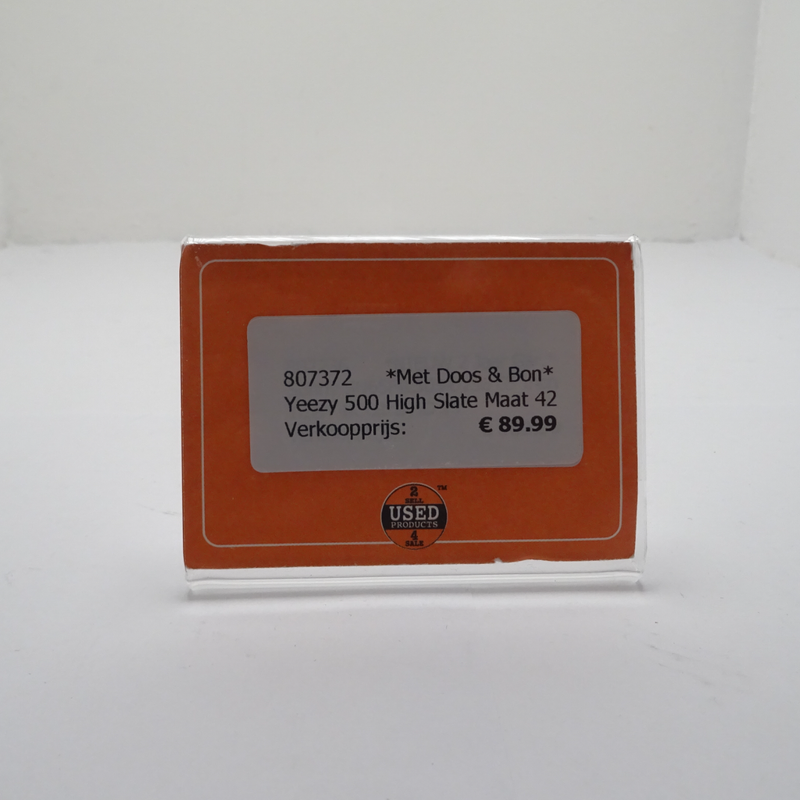 807372 *Met Doos & Bon*
Yeezy 500 High Slate Maat 42
Verkoopprijs: € 89.99
2
SELL
USED
PRODUCTS
4
SALE
™